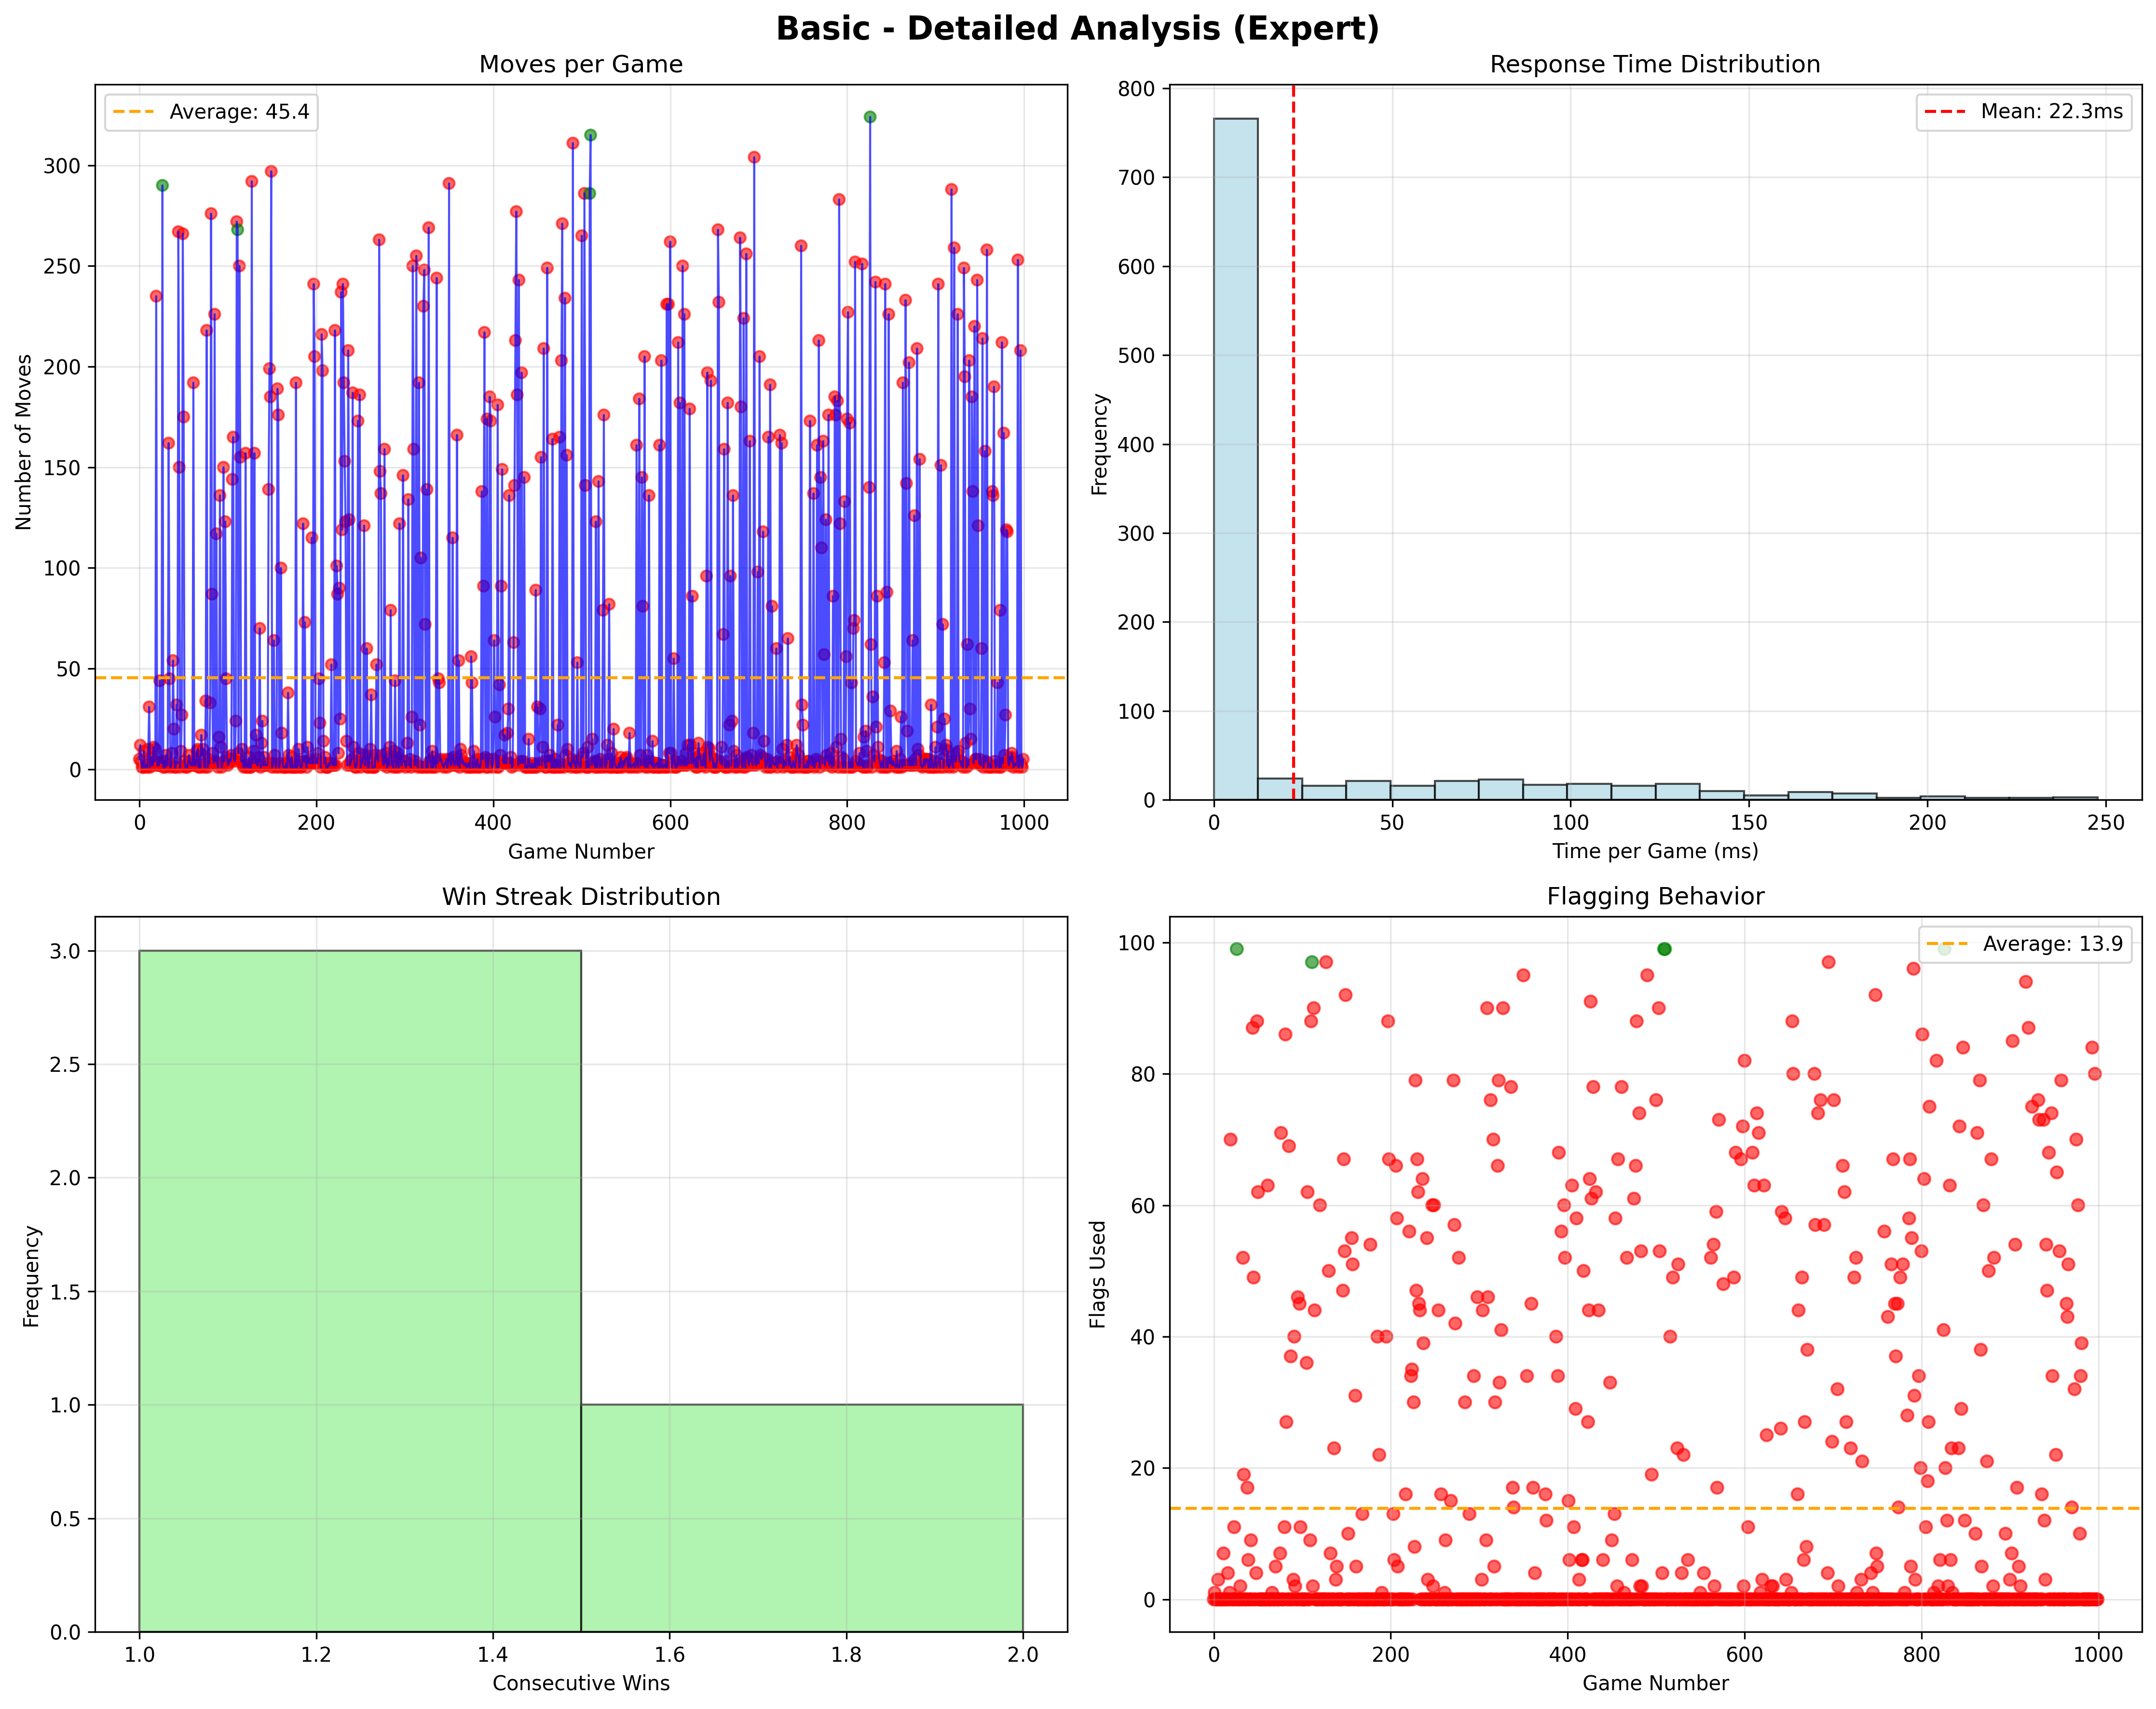 Basic - Detailed Analysis (Expert)
Moves per Game
Average: 45.4
Number of Moves
300
250
200
150
100
50
0
0 200 400 600 800 1000
Game Number
Response Time Distribution
Mean: 22.3ms
Frequency
800
700
600
500
400
300
200
100
0
0 50 100 150 200 250
Time per Game (ms)
Win Streak Distribution
Frequency
3.0
2.5
2.0
1.5
1.0
0.5
0.0
1.0 1.2 1.4 1.6 1.8 2.0
Consecutive Wins
Flagging Behavior
Average: 13.9
Flags Used
100
80
60
40
20
0
0 200 400 600 800 1000
Game Number